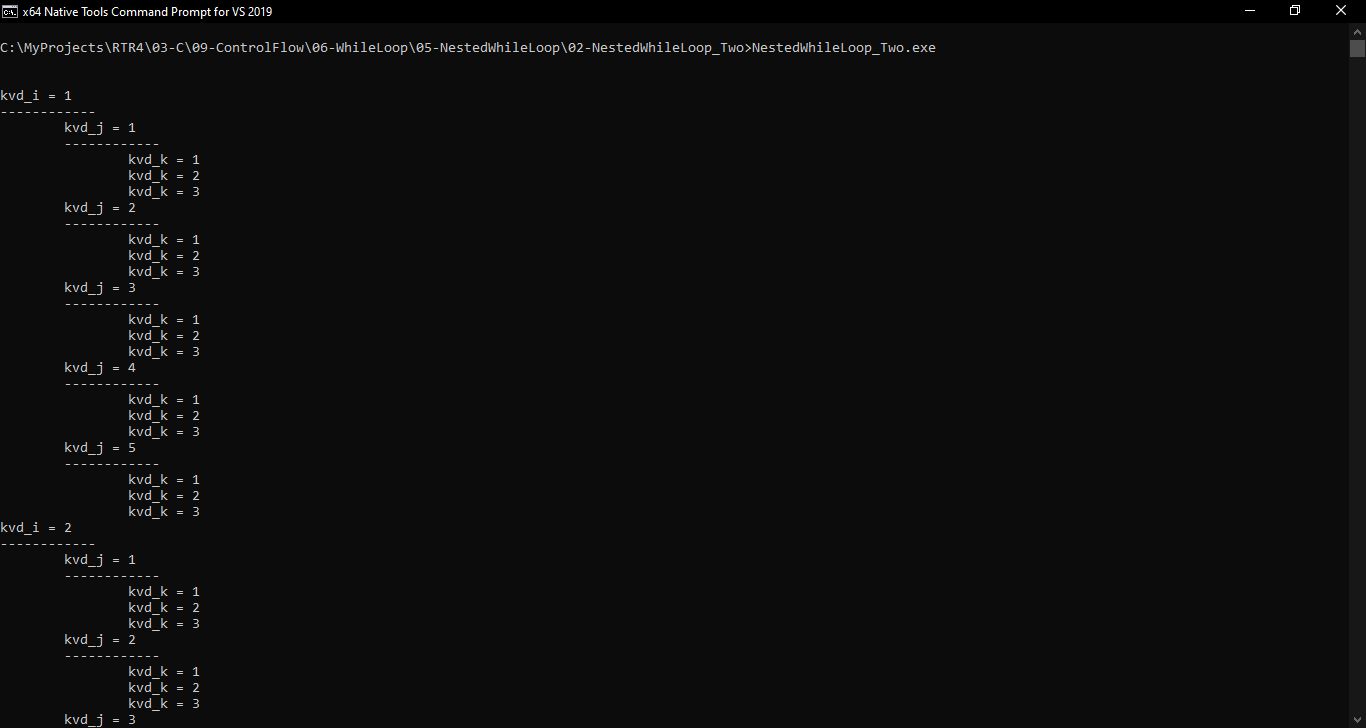 x64 Native Tools Command Prompt for VS 2019
C:\MyProjects\RTR4\03-C\09-ControlFlow\06-WhileLoop\05-NestedWhileLoop\02-NestedWhileLoop_Two>NestedWhileLoop_Two.exe
kvd_i = 1
------------
kvd_j = 1
------------
kvd_k = 1
kvd_k = 2
kvd_k = 3
kvd_j = 2
------------
kvd_k = 1
kvd_k = 2
kvd_k = 3
kvd_j = 3
------------
kvd_k = 1
kvd_k = 2
kvd_k = 3
kvd_j = 4
------------
kvd_k = 1
kvd_k = 2
kvd_k = 3
kvd_j = 5
------------
kvd_k = 1
kvd_k = 2
kvd_k = 3
kvd_i = 2
------------
kvd_j = 1
------------
kvd_k = 1
kvd_k = 2
kvd_k = 3
kvd_j = 2
------------
kvd_k = 1
kvd_k = 2
kvd_k = 3
kvd_j = 3